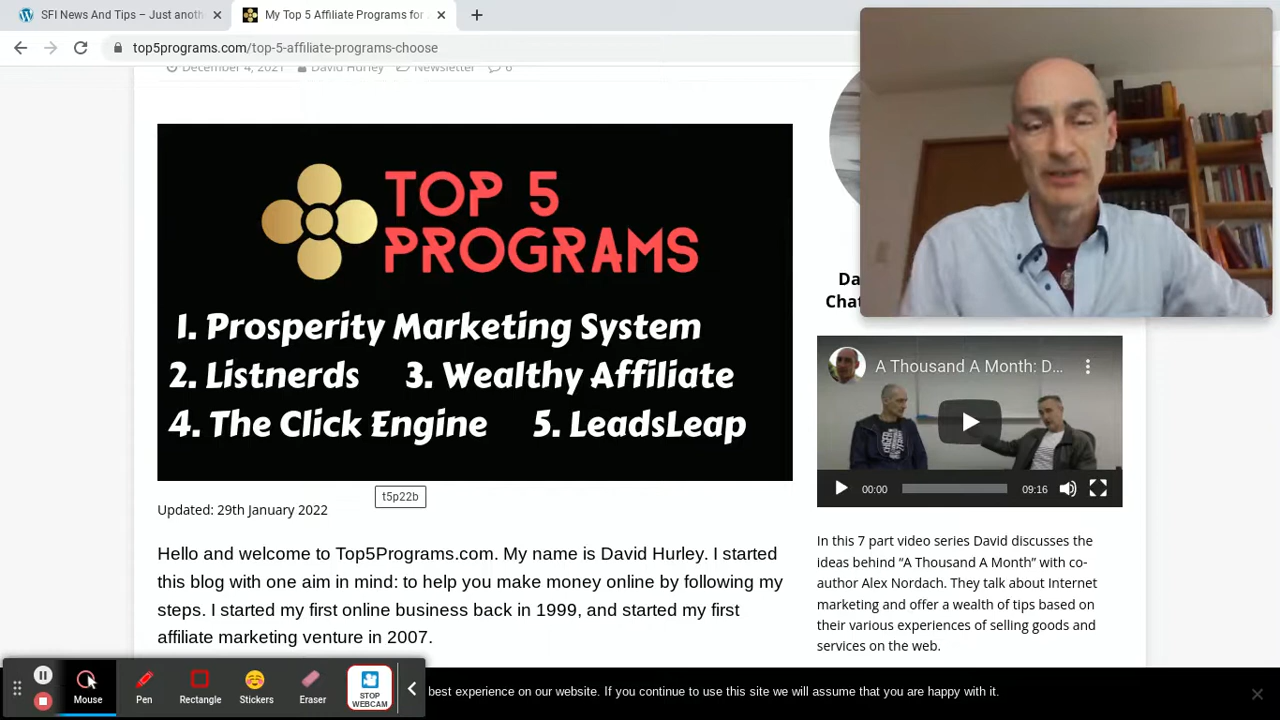 SFI News And Tips – Just anoth
My Top 5 Affiliate Programs for
top5programs.com/top-5-affiliate-programs-choose
December 4, 2021 David Hurley Newsletter 6
TOP 5
PROGRAMS
1. Prosperity Marketing System
2. Listnerds 3. Wealthy Affiliate
4. The Click Engine 5. LeadsLeap
t5p22b
Updated: 29th January 2022
Hello and welcome to Top5Programs.com. My name is David Hurley. I started
this blog with one aim in mind: to help you make money online by following my
steps. I started my first online business back in 1999, and started my first
affiliate marketing venture in 2007.
Da
Chat
A Thousand A Month: D...
00:00 09:16
In this 7 part video series David discusses the
ideas behind “A Thousand A Month” with co-
author Alex Nordach. They talk about Internet
marketing and offer a wealth of tips based on
their various experiences of selling goods and
services on the web.
best experience on our website. If you continue to use this site we will assume that you are happy with it.
Mouse
Pen
Rectangle
Stickers
Eraser
STOP
WEBCAM